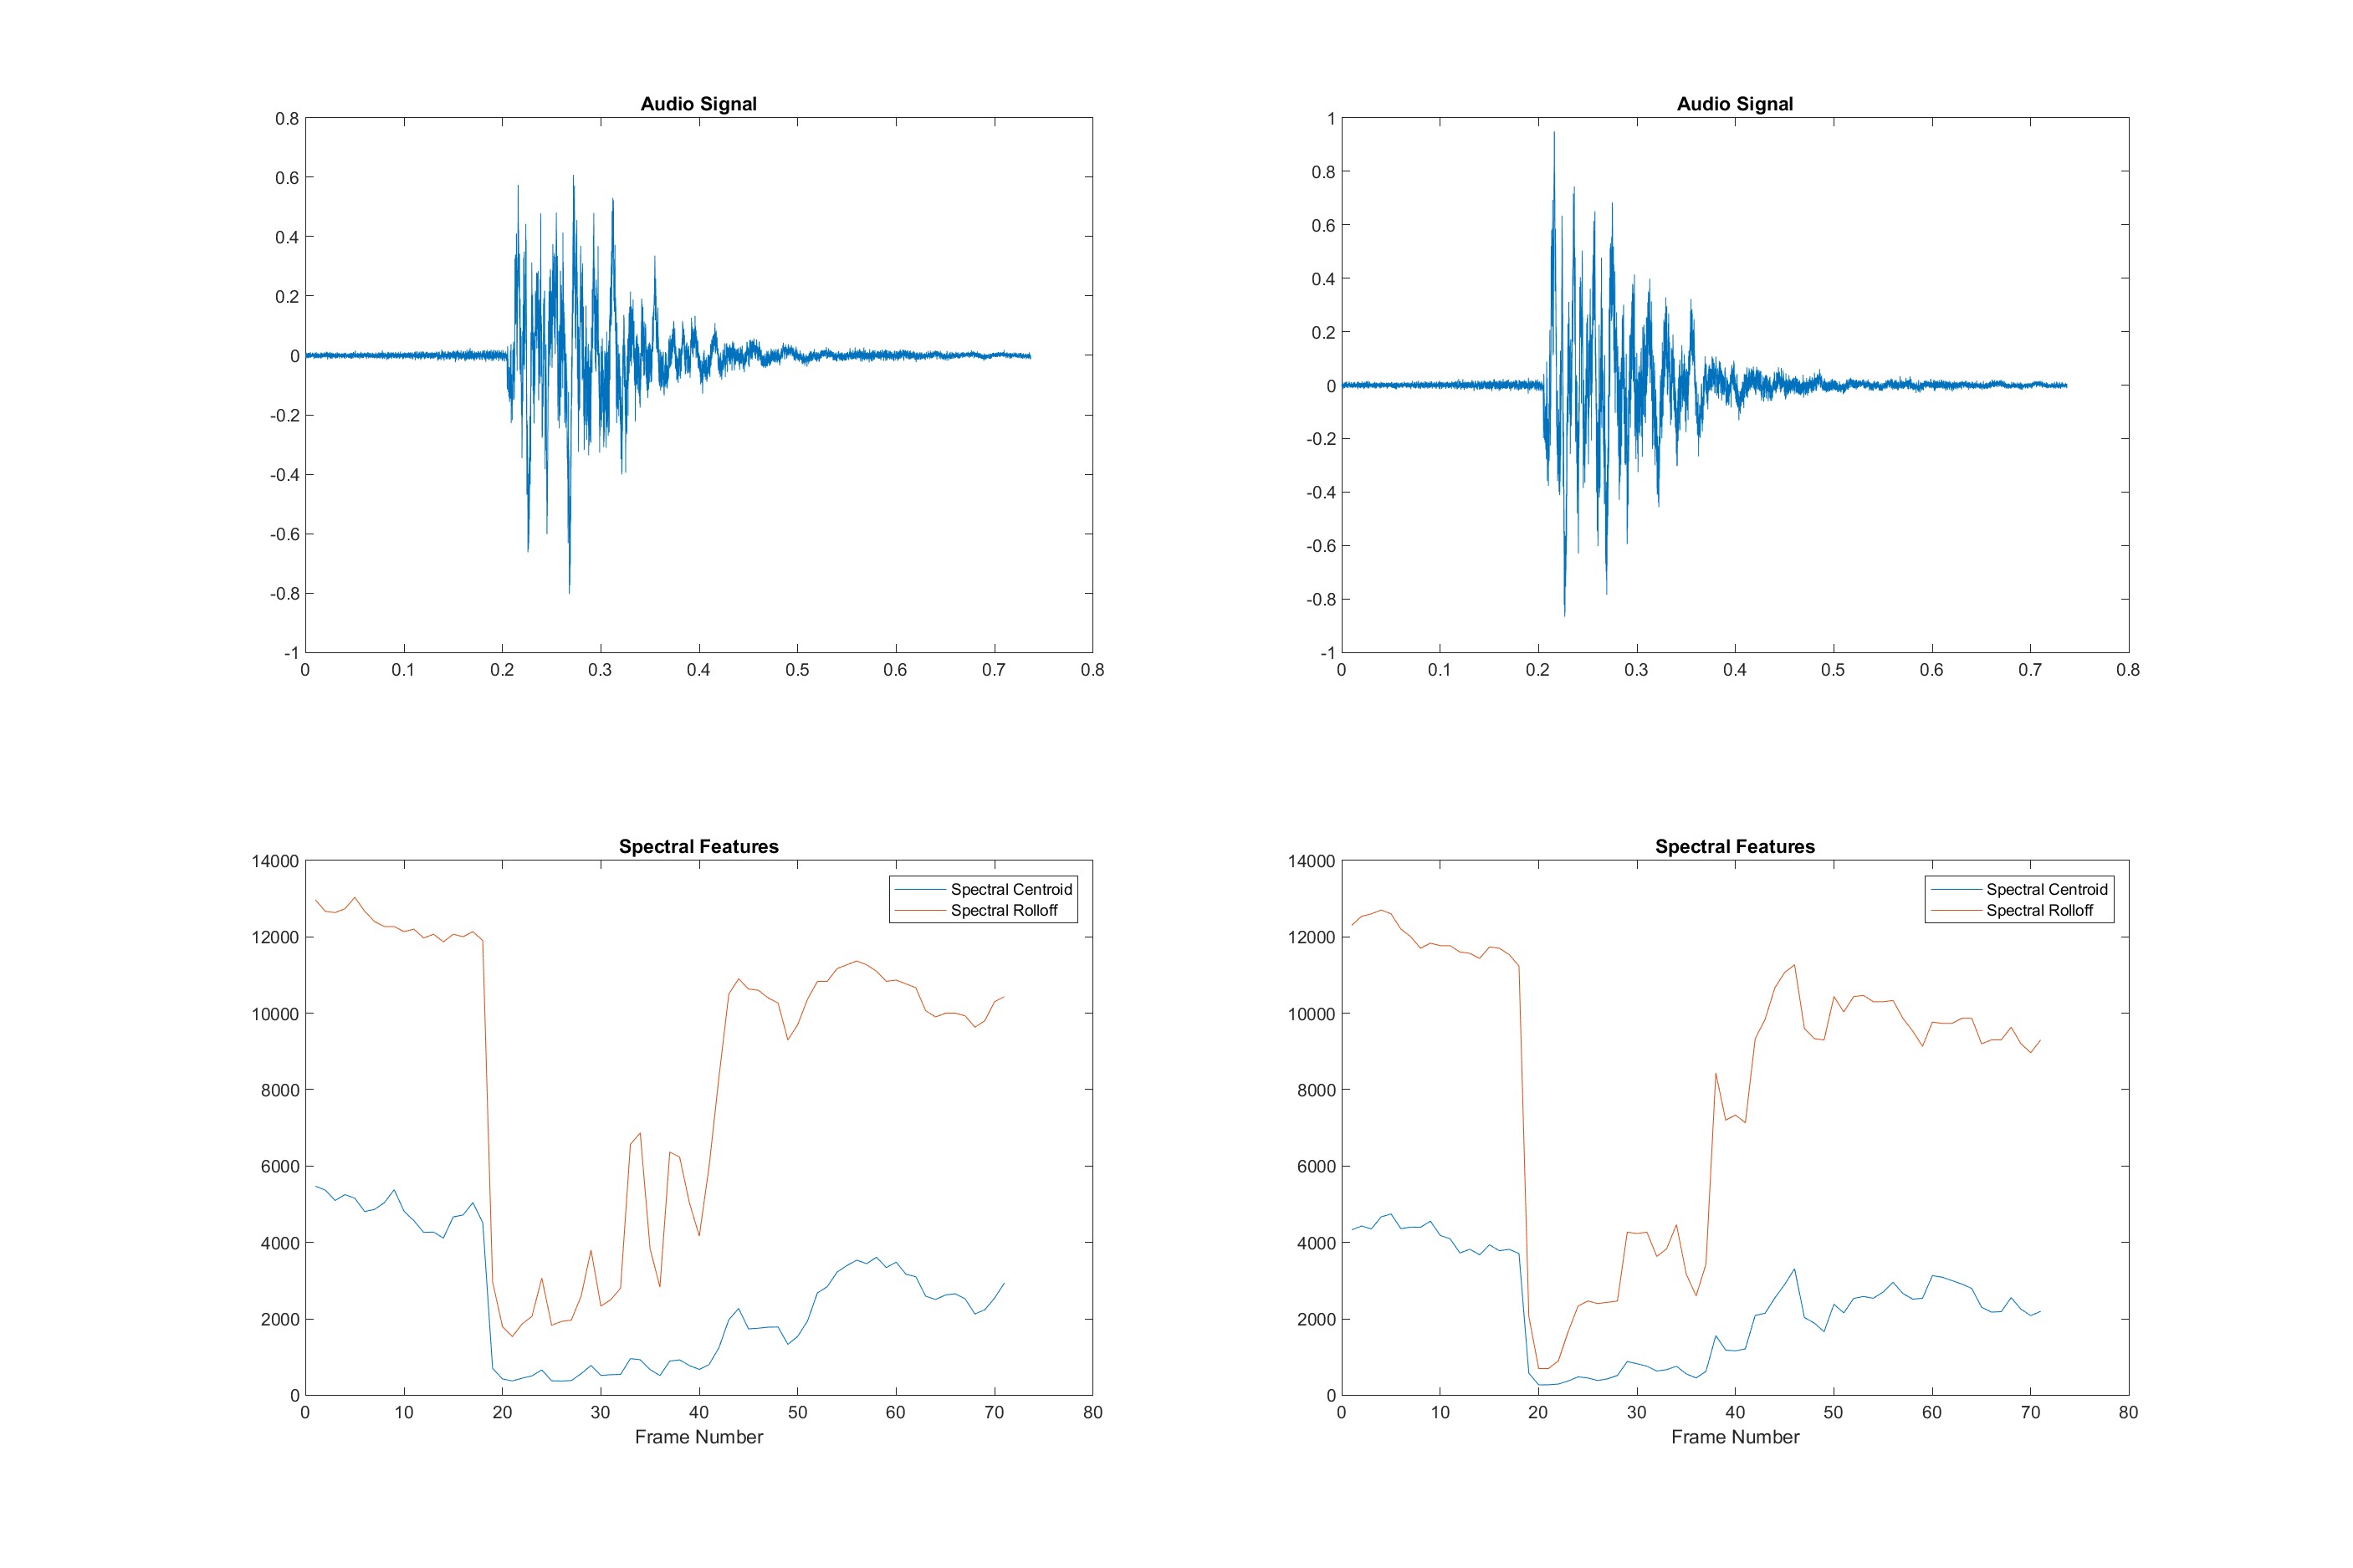 Audio Signal
0.8
0.6
0.4
0.2
0
-0.2
-0.4
-0.6
-0.8
-1
0 0.1 0.2 0.3 0.4 0.5 0.6 0.7 0.8
Audio Signal
1
0.8
0.6
0.4
0.2
0
-0.2
-0.4
-0.6
-0.8
-1
0 0.1 0.2 0.3 0.4 0.5 0.6 0.7 0.8
Spectral Features
14000
12000
10000
8000
6000
4000
2000
0
Spectral Centroid
Spectral Rolloff
0 10 20 30 40 50 60 70 80
Frame Number
Spectral Features
14000
12000
10000
8000
6000
4000
2000
0
Spectral Centroid
Spectral Rolloff
0 10 20 30 40 50 60 70 80
Frame Number